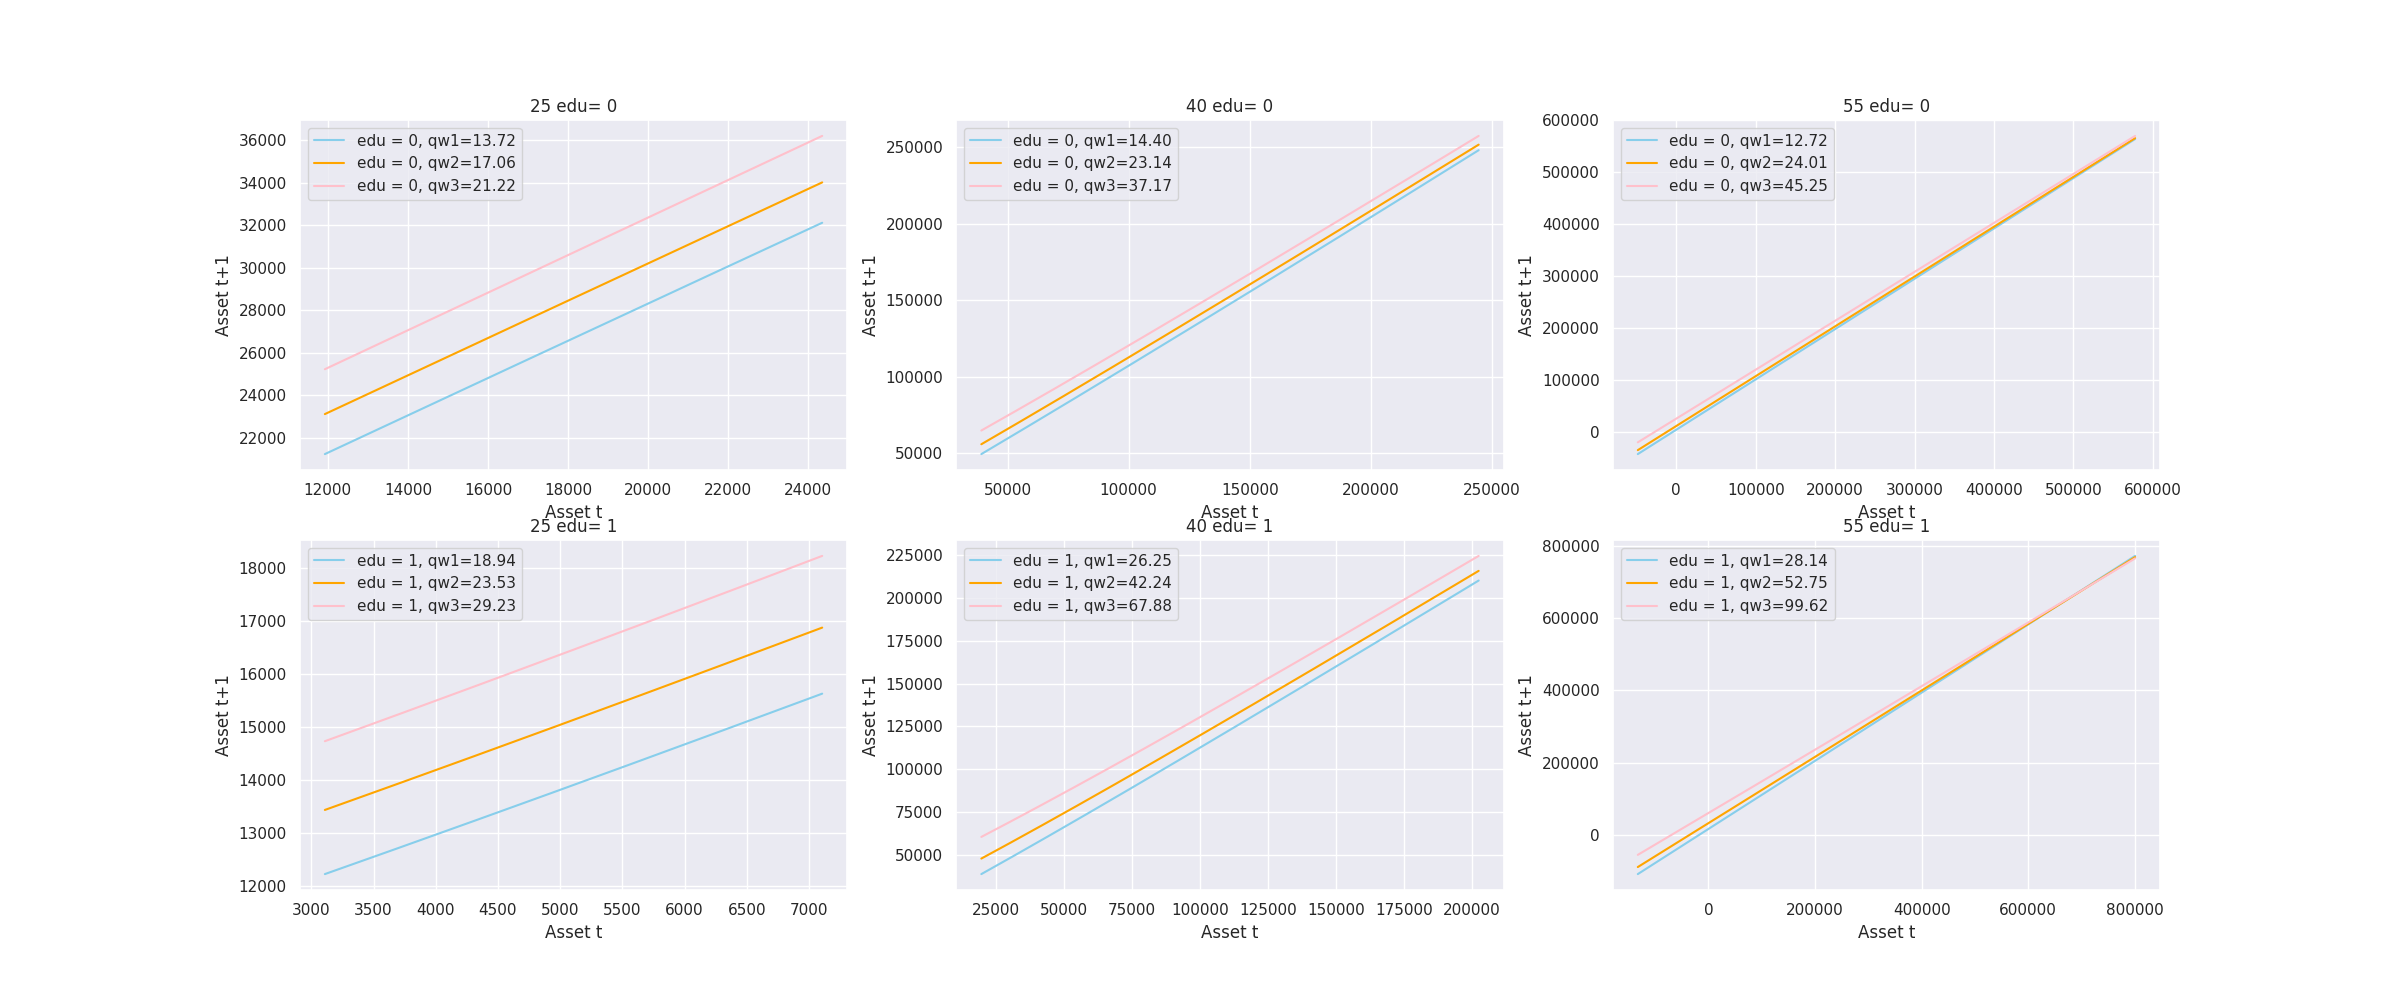 25 edu= 0
edu = 0, qw1=13.72
edu = 0, qw2=17.06
edu = 0, qw3=21.22
36000
34000
32000
30000
28000
26000
24000
22000
Asset t+1
12000 14000 16000 18000 20000 22000 24000
Asset t
40 edu= 0
edu = 0, qw1=14.40
edu = 0, qw2=23.14
edu = 0, qw3=37.17
250000
200000
150000
100000
50000
Asset t+1
50000 100000 150000 200000 250000
Asset t
55 edu= 0
edu = 0, qw1=12.72
edu = 0, qw2=24.01
edu = 0, qw3=45.25
600000
500000
400000
300000
200000
100000
0
Asset t+1
0 100000 200000 300000 400000 500000 600000
Asset t
25 edu= 1
edu = 1, qw1=18.94
edu = 1, qw2=23.53
edu = 1, qw3=29.23
18000
17000
16000
15000
14000
13000
12000
Asset t+1
3000 3500 4000 4500 5000 5500 6000 6500 7000
Asset t
40 edu= 1
edu = 1, qw1=26.25
edu = 1, qw2=42.24
edu = 1, qw3=67.88
225000
200000
175000
150000
125000
100000
75000
50000
Asset t+1
25000 50000 75000 100000 125000 150000 175000 200000
Asset t
55 edu= 1
edu = 1, qw1=28.14
edu = 1, qw2=52.75
edu = 1, qw3=99.62
800000
600000
400000
200000
0
Asset t+1
0 200000 400000 600000 800000
Asset t